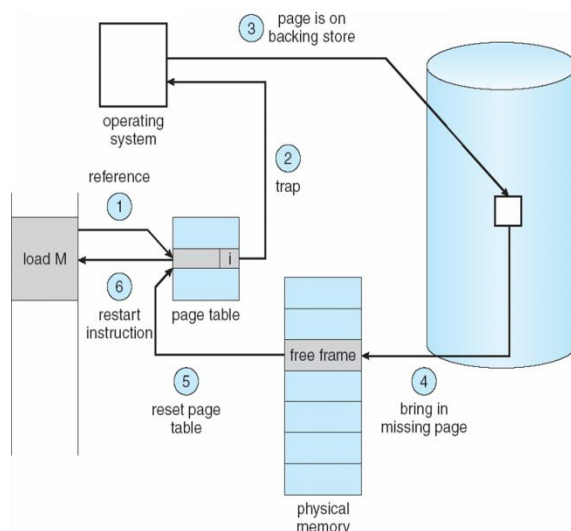 3
page is on
backing store
operating
system
2
trap
reference
1
load M
i
6
restart
instruction
page table
free frame
5
reset page
table
4
bring in
missing page
physical
memory